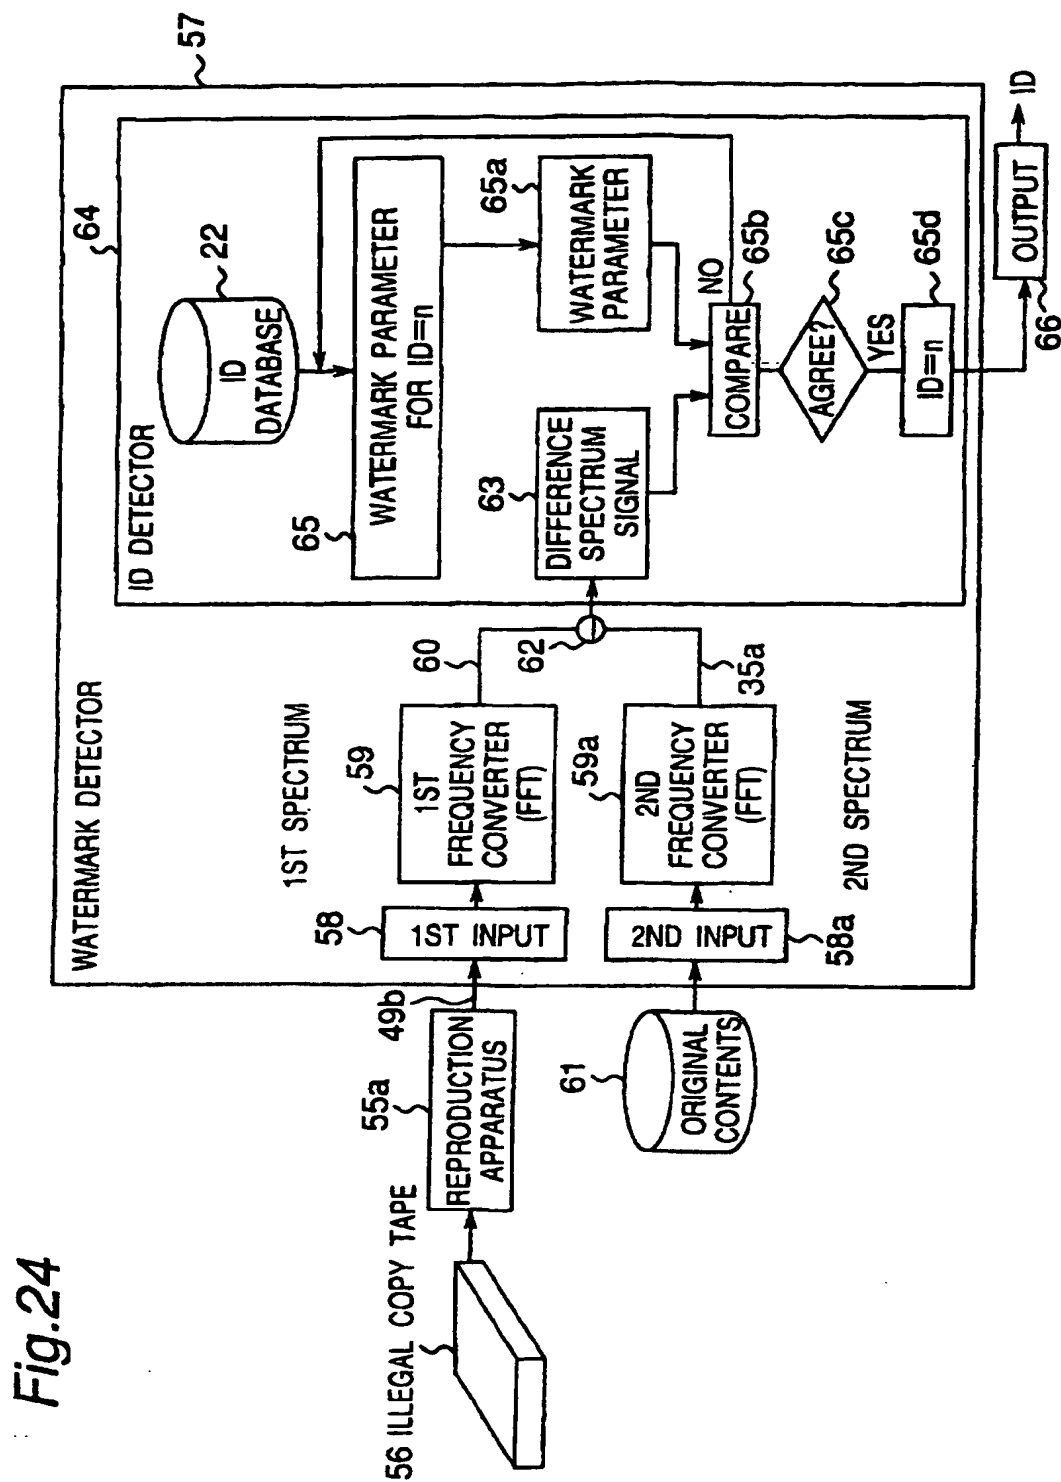 Fig.24
WATERMARK DETECTOR
57
64
ID DETECTOR
22
ID
DATABASE
65
WATERMARK PARAMETER
FOR ID=n
65a
WATERMARK
PARAMETER
63
DIFFERENCE
SPECTRUM
SIGNAL
NO
COMPARE
65b
AGREE?
65c
YES
ID=n
65d
OUTPUT
66
ID
1ST SPECTRUM
60
59
1ST
FREQUENCY
CONVERTER
(FFT)
62
58
1ST INPUT
49b
55a
REPRODUCTION
APPARATUS
56 ILLEGAL COPY TAPE
35a
59a
2ND
FREQUENCY
CONVERTER
(FFT)
2ND SPECTRUM
2ND INPUT
58a
61
ORIGINAL
CONTENTS